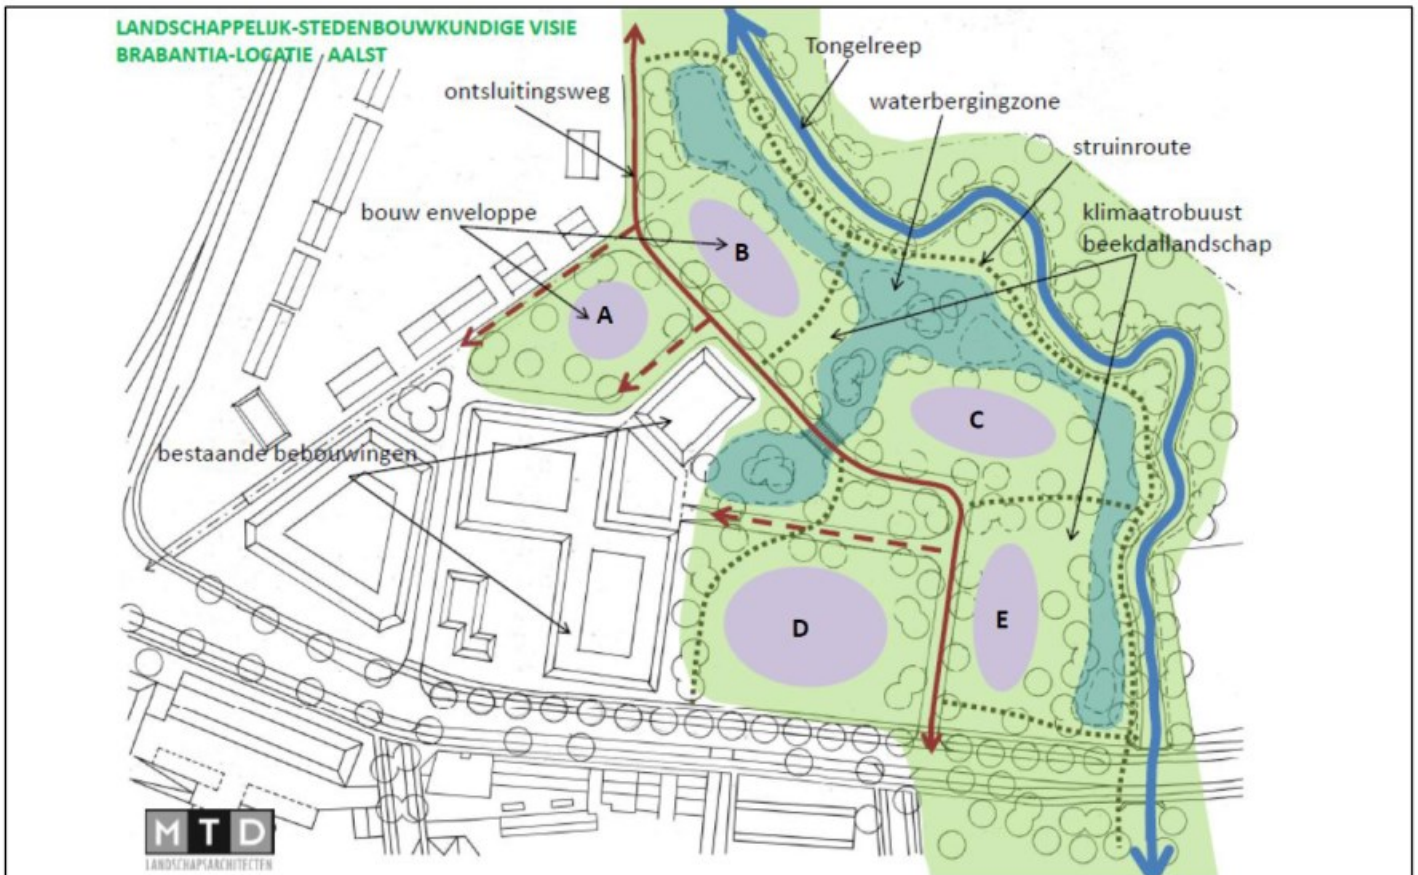 LANDSCHAPPELIJK-STEDENBOUWKUNDIGE VISIE
BRABANTIA-LOCATIE AALST
Tongelreep
ontsluitingsweg
waterbergingzone
struinroute
bouw enveloppe
klimaatrobuust
beekdallandschap
B
A
C
bestaande bebouwingen
D
E
MTD
LANDSCHAPSARCHITECTEN